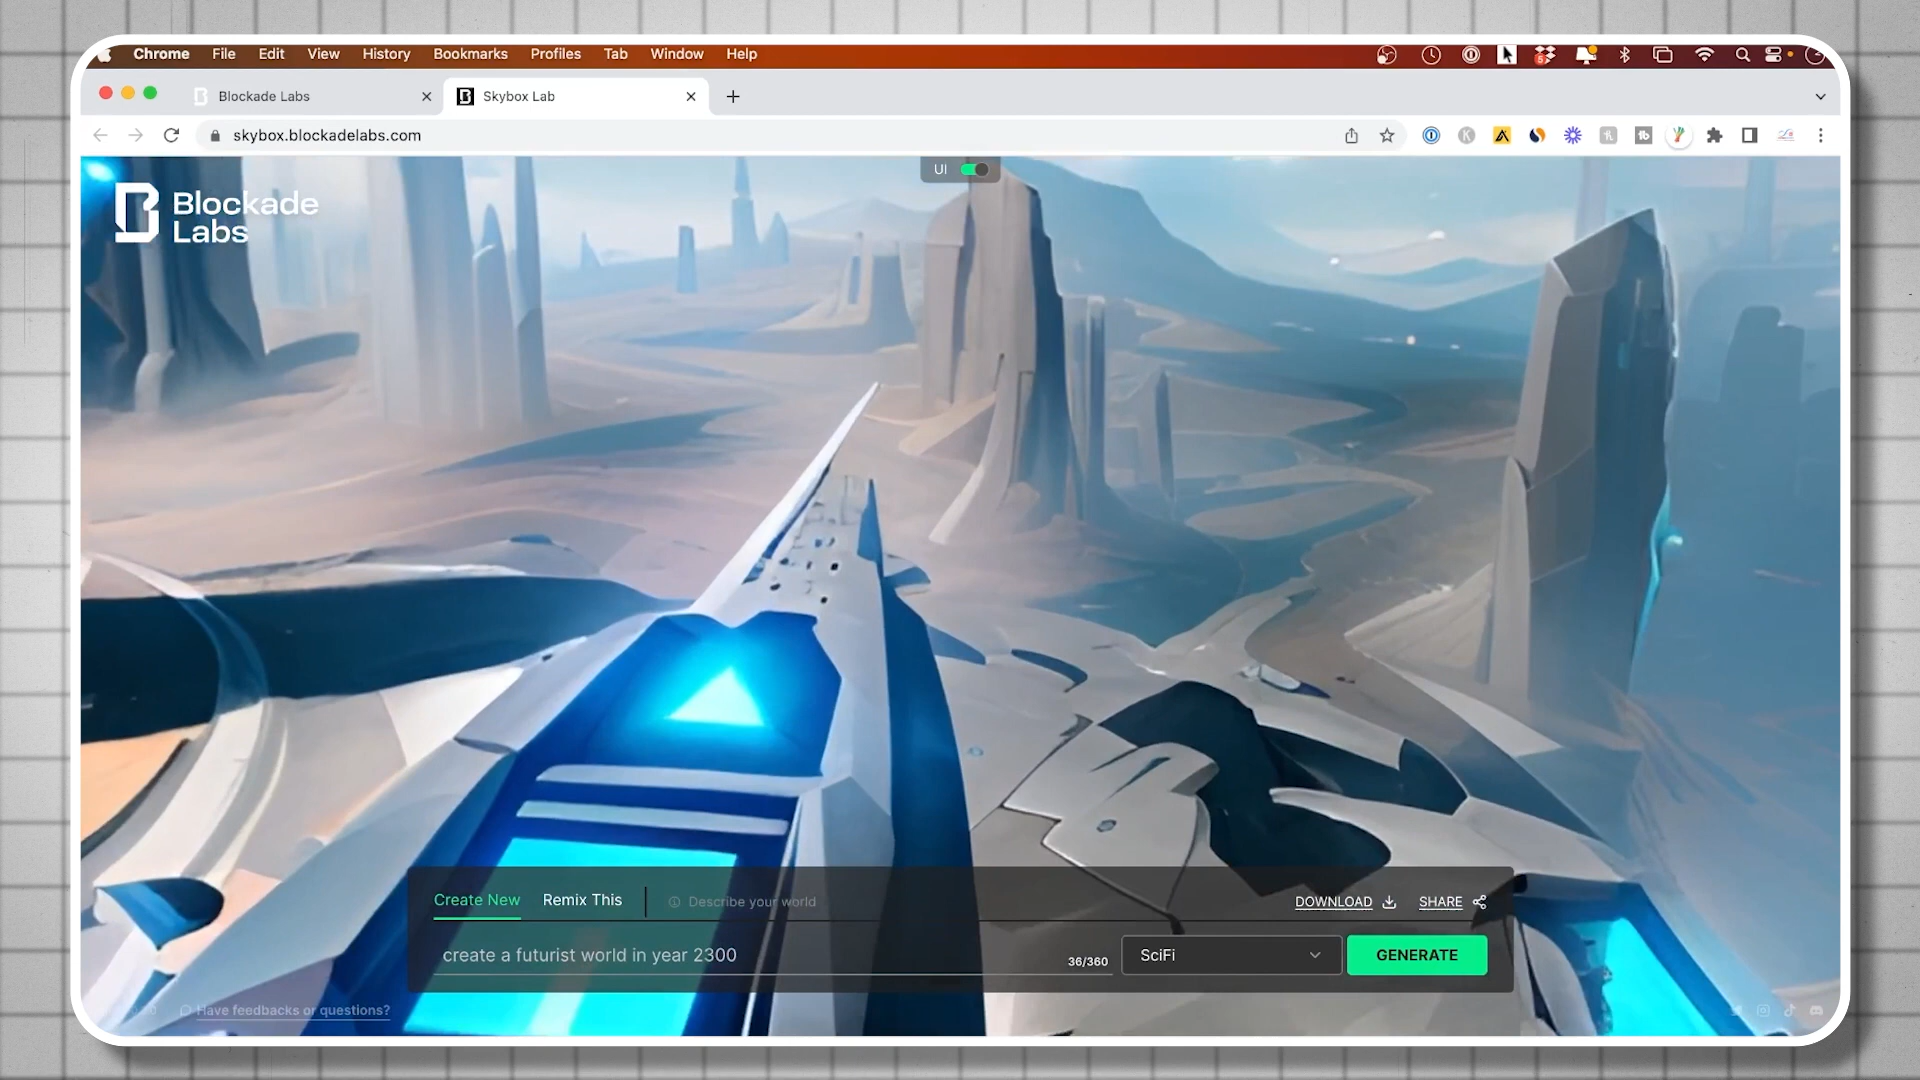 Chrome File Edit View History Bookmarks Profiles Tab Window Help
Blockade Labs
Skybox Lab
skybox.blockadelabs.com
UI
Blockade
Labs
Create New
Remix This
Describe your world
DOWNLOAD
SHARE
create a futurist world in year 2300
36/360
SciFi
GENERATE
Have feedbacks or questions?